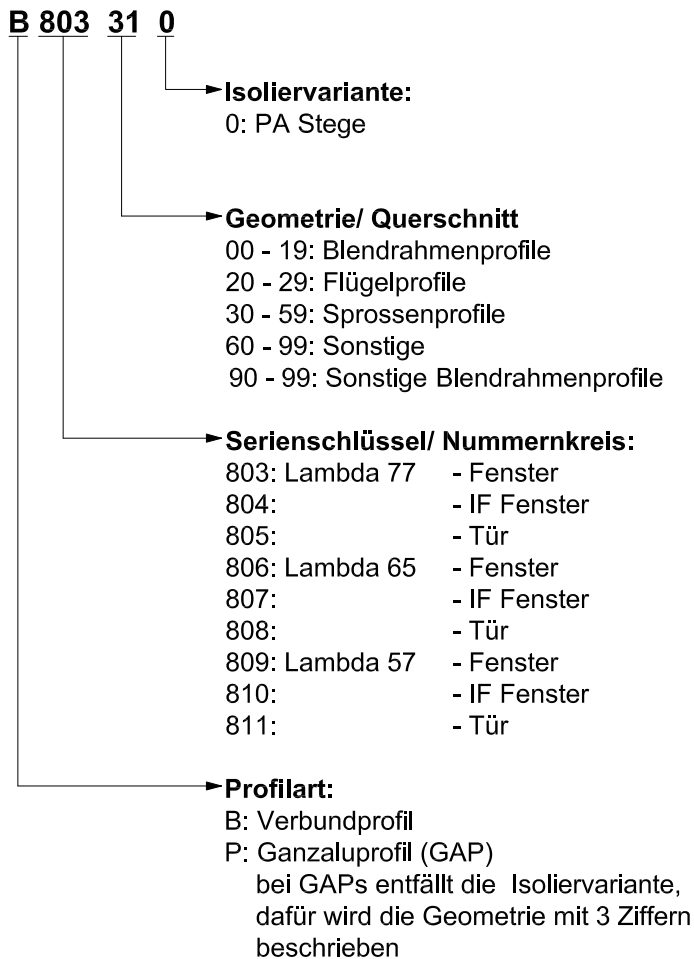 B 803 31 0
Isoliervariante:
0: PA Stege
Geometrie/ Querschnitt
00 - 19: Blendrahmenprofile
20 - 29: Flügelprofile
30 - 59: Sprossenprofile
60 - 99: Sonstige
90 - 99: Sonstige Blendrahmenprofile
Serienschlüssel/ Nummernkreis:
803: Lambda 77 - Fenster
804: - IF Fenster
805: - Tür
806: Lambda 65 - Fenster
807: - IF Fenster
808: - Tür
809: Lambda 57 - Fenster
810: - IF Fenster
811: - Tür
Profilart:
B: Verbundprofil
P: Ganzaluprofil (GAP)
bei GAPs entfällt die Isoliervariante,
dafür wird die Geometrie mit 3 Ziffern
beschrieben